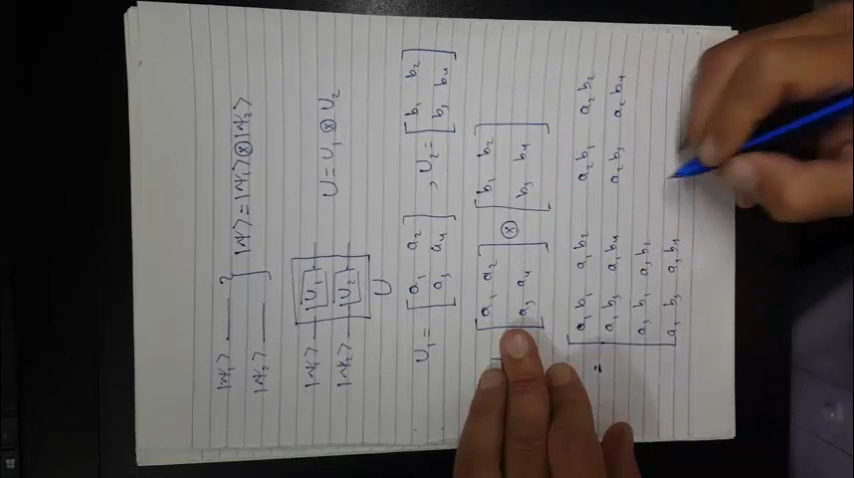 |ψ₁⟩ ——— } |ψ⟩ = |ψ₁⟩ ⊗ |ψ₂⟩
|ψ₂⟩ ———
|ψ₁⟩ — U₁ —
|ψ₂⟩ — U₂ — U = U₁ ⊗ U₂
U
U₁ = [ a₁ a₂ , U₂ = [ b₁ b₂
a₃ a₄ ] b₃ b₄ ]
[ a₁ a₂ ⊗ [ b₁ b₂
a₃ a₄ ] b₃ b₄ ]
= [ a₁b₁ a₁b₂ a₂b₁ a₂b₂
a₁b₃ a₁b₄ a₂b₃ a₂b₄
a₃b₁ a₃b₂
a₃b₃ a₃b₄